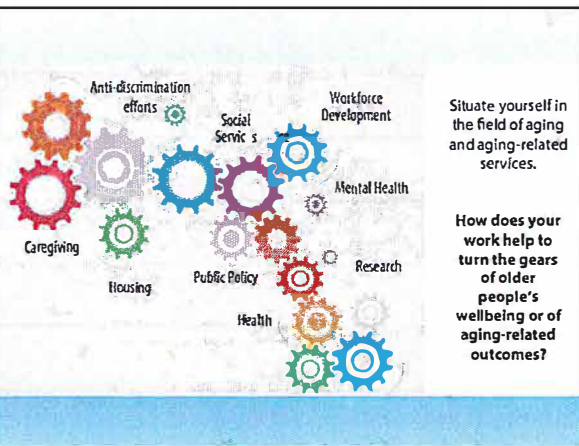 Anti-discrimination
efforts
Social
Servic s
Workforce
Development
Mental Health
Caregiving
Housing
Public Policy
Research
Health
Situate yourself in
the field of aging
and aging-related
services.
How does your
work help to
turn the gears
of older
people's
wellbeing or of
aging-related
outcomes?